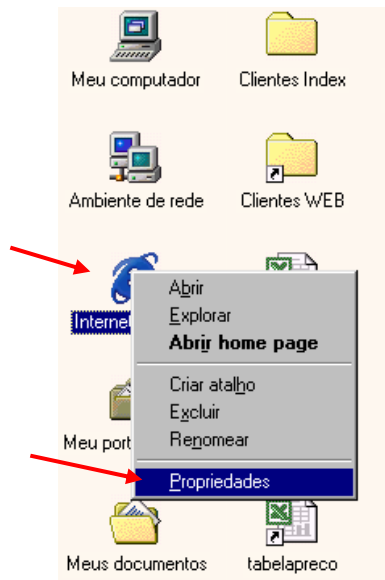 Meu computador
Clientes Index
Ambiente de rede
Clientes WEB
Internet
Abrir
Explorar
Abrir home page
Criar atalho
Excluir
Renomear
Propriedades
Meu port
Meus documentos
tabelapreco